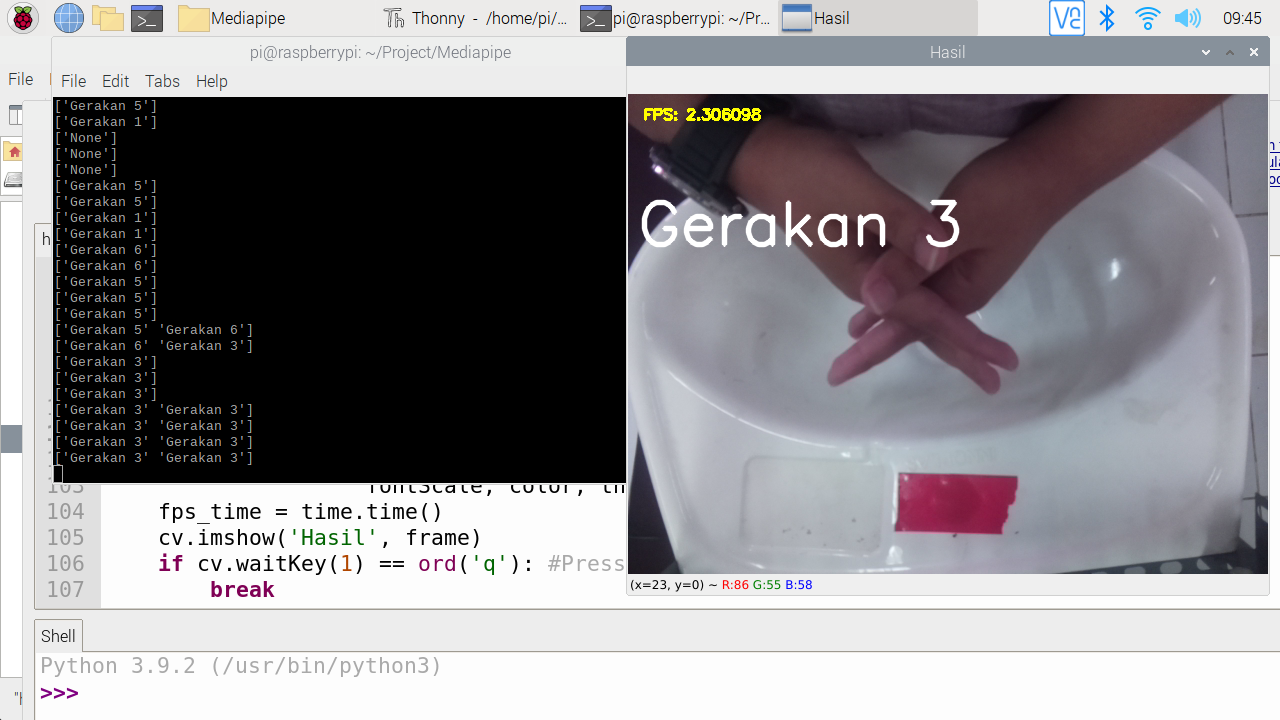 Mediapipe
Thonny - /home/pi/...
pi@raspberrypi: ~/Pr...
Hasil
09:45
File
pi@raspberrypi: ~/Project/Mediapipe
File Edit Tabs Help
['Gerakan 5']
['Gerakan 1']
['None']
['None']
['None']
['Gerakan 5']
['Gerakan 5']
['Gerakan 1']
['Gerakan 1']
['Gerakan 6']
['Gerakan 6']
['Gerakan 5']
['Gerakan 5']
['Gerakan 5']
['Gerakan 5' 'Gerakan 6']
['Gerakan 6' 'Gerakan 3']
['Gerakan 3']
['Gerakan 3']
['Gerakan 3']
['Gerakan 3' 'Gerakan 3']
['Gerakan 3' 'Gerakan 3']
['Gerakan 3' 'Gerakan 3']
['Gerakan 3' 'Gerakan 3']
Hasil
FPS: 2.306098
Gerakan 3
(x=23, y=0) ~ R:86 G:55 B:58
103 fontScale, color, th
104 fps_time = time.time()
105 cv.imshow('Hasil', frame)
106 if cv.waitKey(1) == ord('q'): #Press
107 break
Shell
Python 3.9.2 (/usr/bin/python3)
>>>